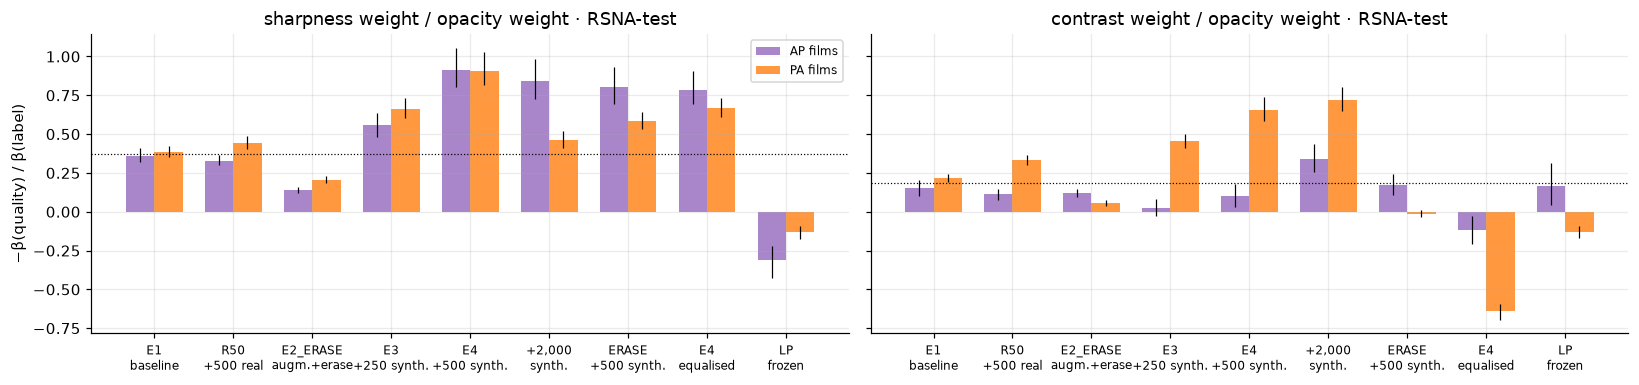 sharpness weight / opacity weight · RSNA-test
−β(quality) / β(label)
1.00
0.75
0.50
0.25
0.00
−0.25
−0.50
−0.75
AP films
PA films
E1 baseline
R50 +500 real
E2_ERASE augm.+erase
E3 +250 synth.
E4 +500 synth.
+2,000 synth.
ERASE +500 synth.
E4 equalised
LP frozen
contrast weight / opacity weight · RSNA-test
E1 baseline
R50 +500 real
E2_ERASE augm.+erase
E3 +250 synth.
E4 +500 synth.
+2,000 synth.
ERASE +500 synth.
E4 equalised
LP frozen